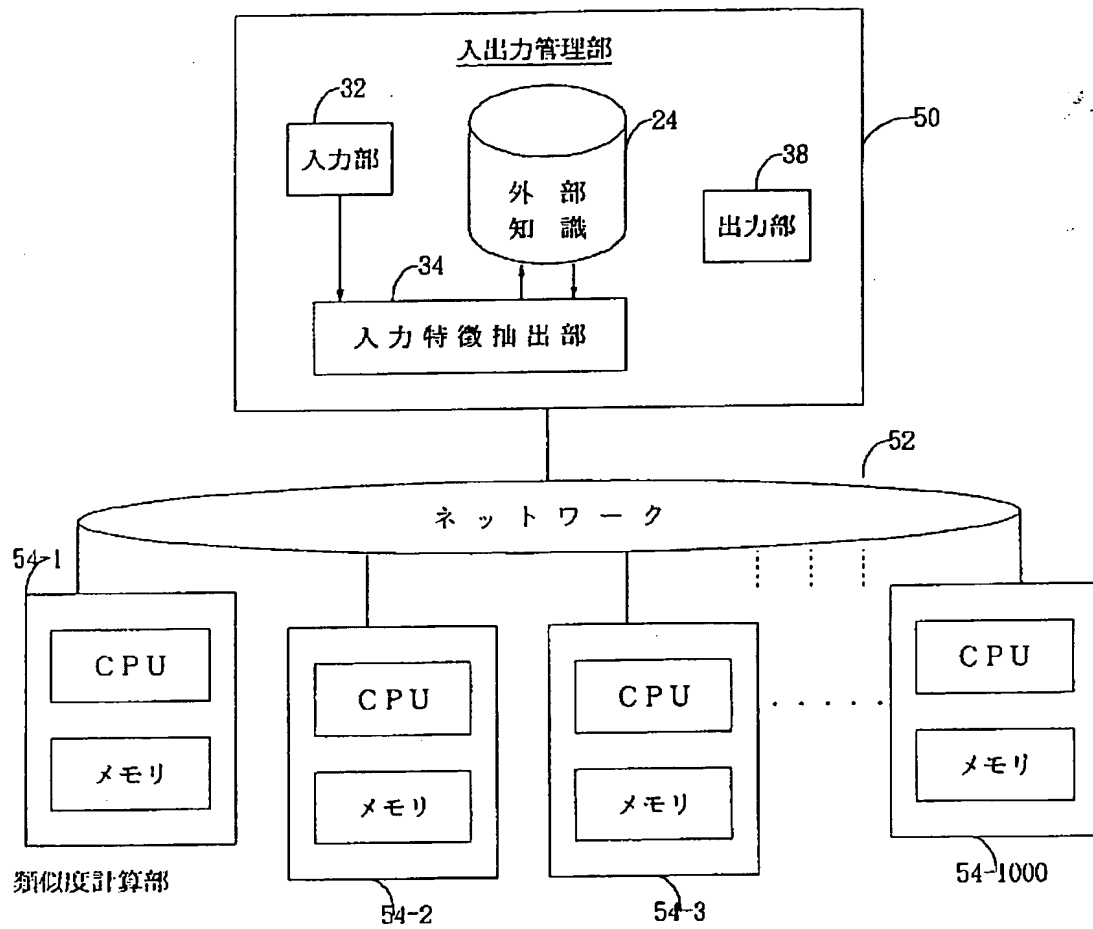 入出力管理部
32
24
50
入力部
38
外部
知識
出力部
34
入力特徴抽出部
52
ネットワーク
54-1
CPU
CPU
CPU
CPU
メモリ
メモリ
メモリ
メモリ
・・・・・
類似度計算部
54-2
54-3
54-1000